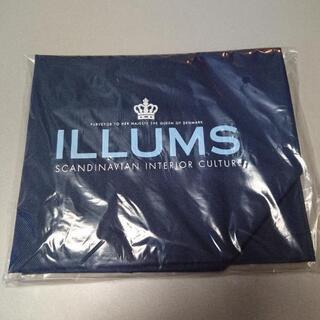 PURVEYOR TO HER MAJESTY THE QUEEN OF DENMARK
ILLUMS
SCANDINAVIAN INTERIOR CULTURE